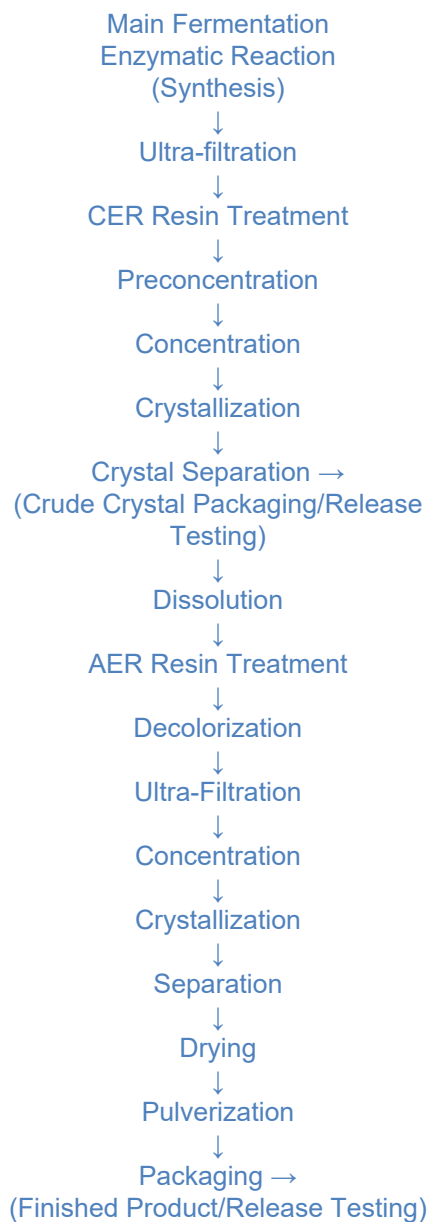 Main Fermentation
Enzymatic Reaction
(Synthesis)
↓
Ultra-filtration
↓
CER Resin Treatment
↓
Preconcentration
↓
Concentration
↓
Crystallization
↓
Crystal Separation →
(Crude Crystal Packaging/Release
Testing)
↓
Dissolution
↓
AER Resin Treatment
↓
Decolorization
↓
Ultra-Filtration
↓
Concentration
↓
Crystallization
↓
Separation
↓
Drying
↓
Pulverization
↓
Packaging →
(Finished Product/Release Testing)